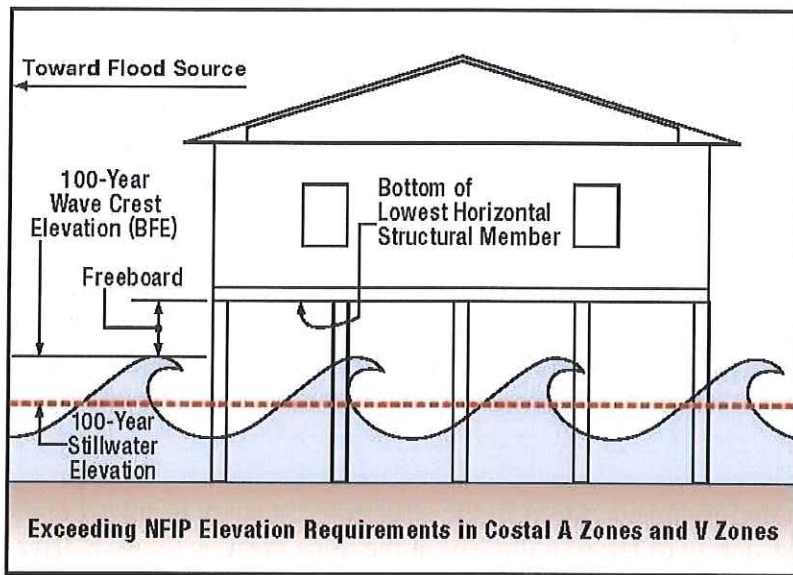 Toward Flood Source
100-Year
Wave Crest
Elevation (BFE)
Freeboard
Bottom of
Lowest Horizontal
Structural Member
100-Year
Stillwater
Elevation
Exceeding NFIP Elevation Requirements in Costal A Zones and V Zones